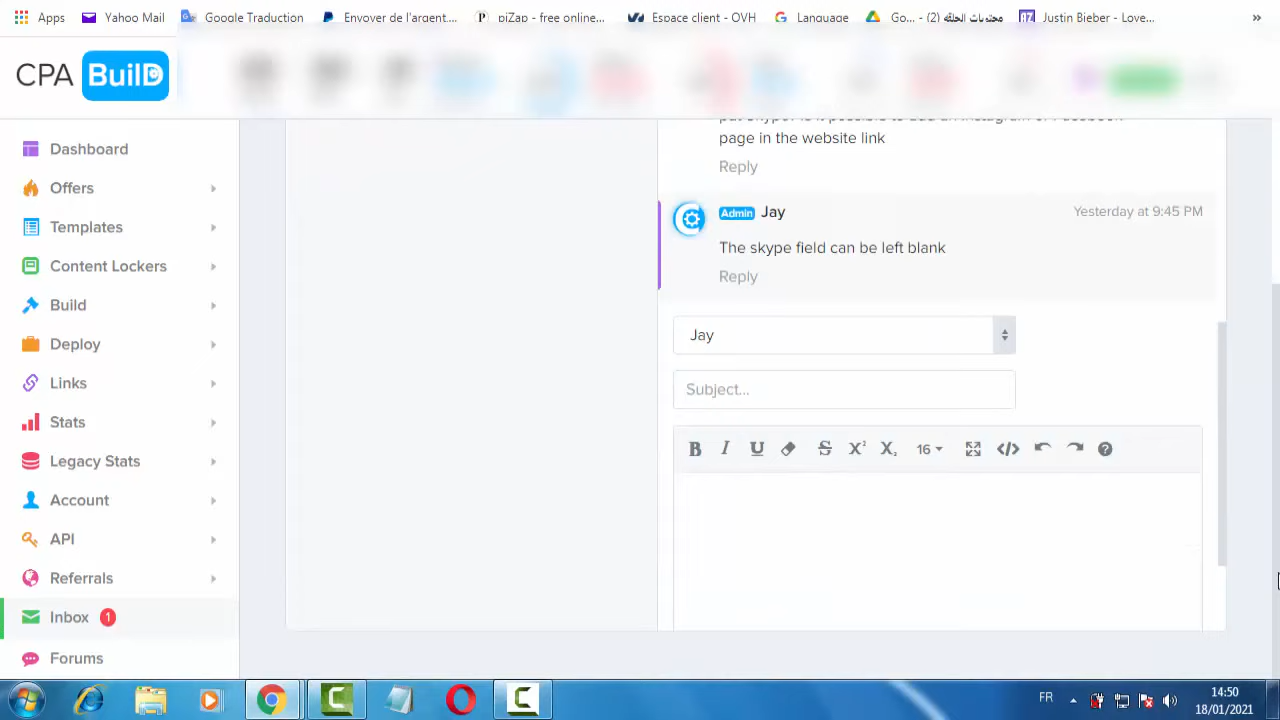 Apps
Yahoo Mail
Google Traduction
Envoyer de l'argent...
piZap - free online...
Espace client - OVH
Language
Go... - (2) محتويات الحلقة
Justin Bieber - Love...
»
CPA BuilD
page in the website link
Reply
Admin Jay
Yesterday at 9:45 PM
The skype field can be left blank
Reply
Jay
Subject...
B I U S X² X, 16
Dashboard
Offers
Templates
Content Lockers
Build
Deploy
Links
Stats
Legacy Stats
Account
API
Referrals
Inbox 1
Forums
FR
14:50
18/01/2021